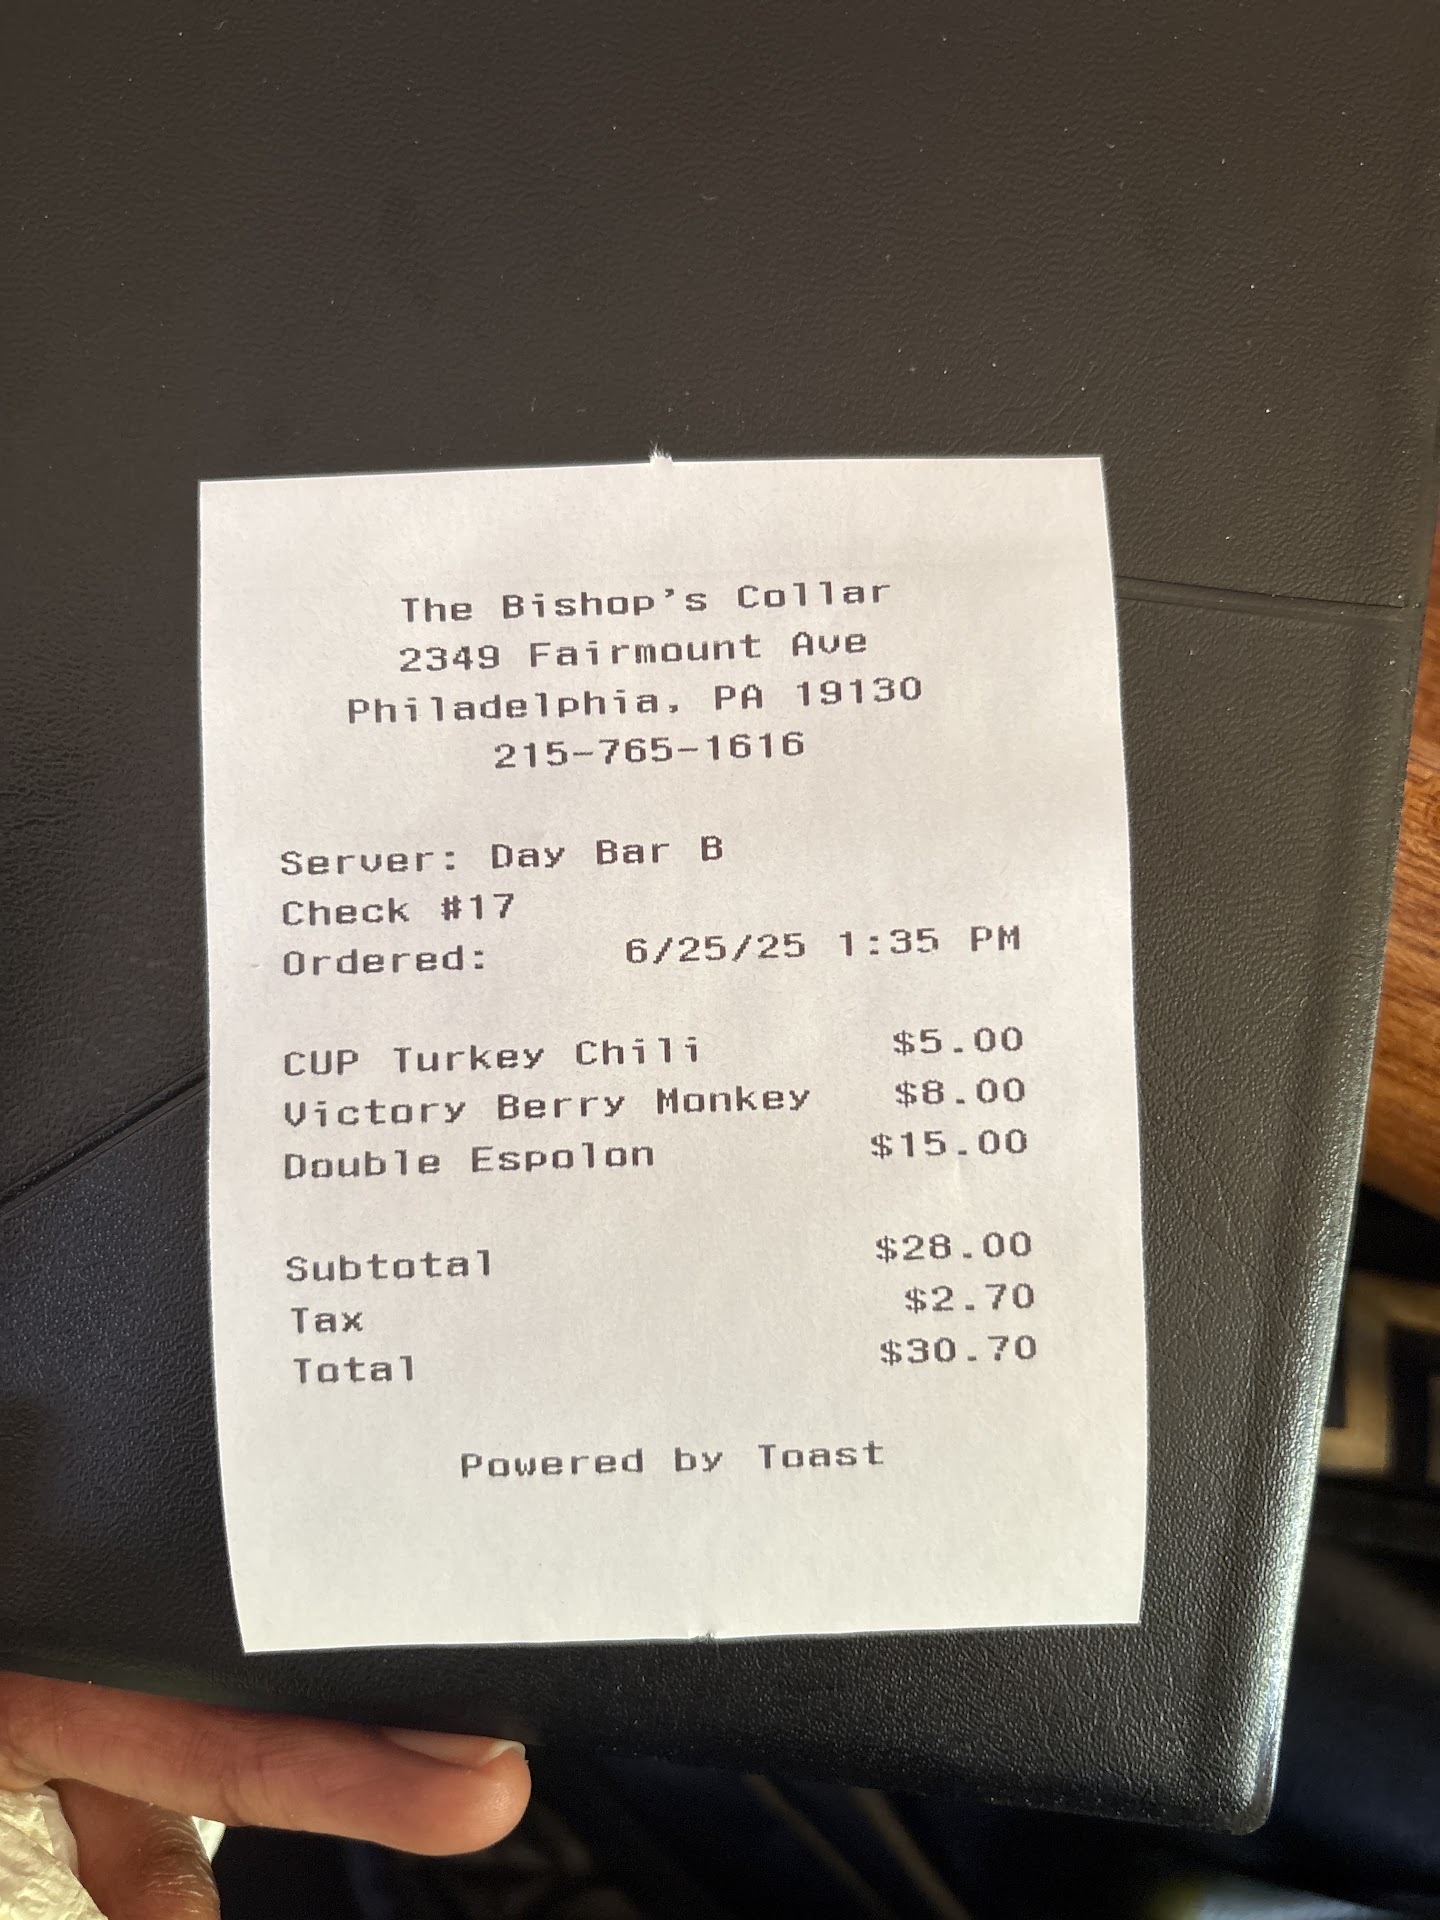 The Bishop's Collar
2349 Fairmount Ave
Philadelphia, PA 19130
215-765-1616
Server: Day Bar B
Check #17
Ordered: 6/25/25 1:35 PM
CUP Turkey Chili $5.00
Victory Berry Monkey $8.00
Double Espolon $15.00
Subtotal $28.00
Tax $2.70
Total $30.70
Powered by Toast